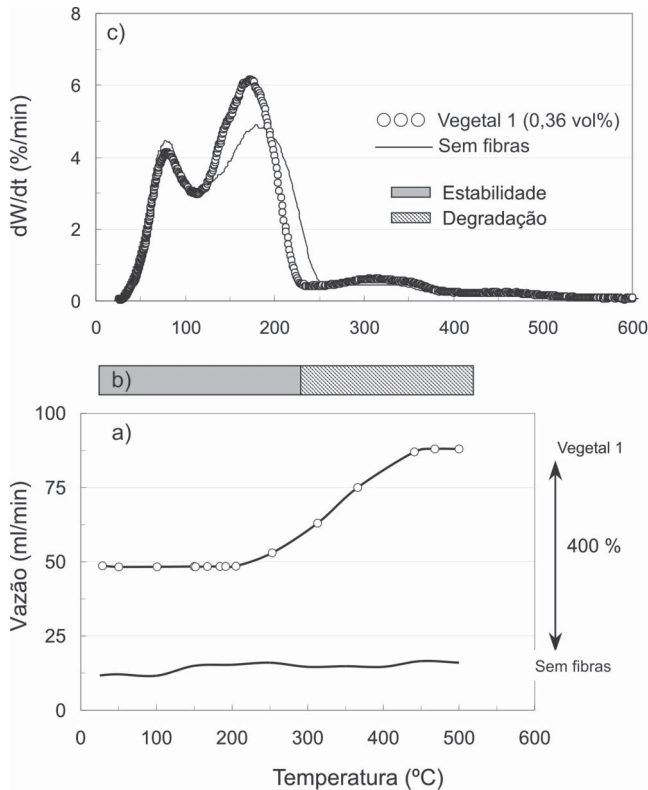 c)
8
6
4
2
0
dW/dt (%/min)
Vegetal 1 (0,36 vol%)
Sem fibras
Estabilidade
Degradação
0 100 200 300 400 500 600
b)
a)
100
75
50
25
0
Vazão (ml/min)
Vegetal 1
400 %
Sem fibras
0 100 200 300 400 500 600
Temperatura (ºC)